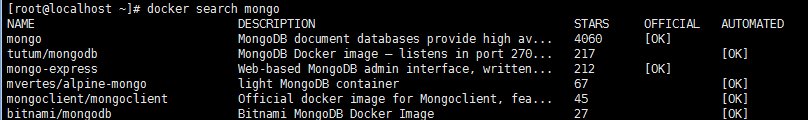 [root@localhost ~]# docker search mongo
NAME DESCRIPTION STARS OFFICIAL AUTOMATED
mongo MongoDB document databases provide high av... 4060 [OK]
tutum/mongodb MongoDB Docker image – listens in port 270... 217 [OK]
mongo-express Web-based MongoDB admin interface, written... 212 [OK]
mvertes/alpine-mongo light MongoDB container 67 [OK]
mongoclient/mongoclient Official docker image for Mongoclient, fea... 45 [OK]
bitnami/mongodb Bitnami MongoDB Docker Image 27 [OK]